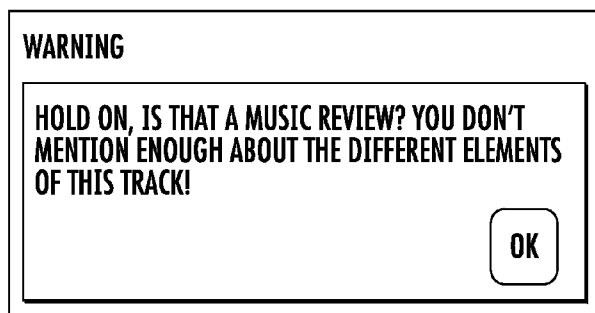 WARNING
HOLD ON, IS THAT A MUSIC REVIEW? YOU DON'T
MENTION ENOUGH ABOUT THE DIFFERENT ELEMENTS
OF THIS TRACK!
OK